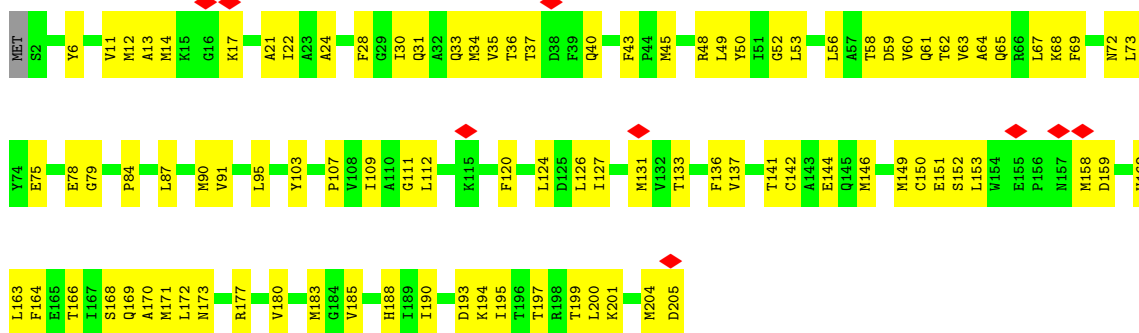 MET S2 Y6 V11 M12 A13 M14 K15 G16 K17 A21 I22 A23 A24 F28 G29 I30 Q31 A32 Q33 M34 V35 T36 T37 D38 F39 Q40 F43 P44 M45 R48 L49 Y50 I51 G52 L53 L56 A57 T58 D59 V60 Q61 T62 V63 A64 Q65 R66 L67 K68 F69 N72 L73
Y74 E75 E78 G79 P84 L87 M90 V91 L95 Y103 P107 V108 I109 A110 G111 L112 K115 F120 L124 D125 L126 I127 M131 V132 T133 F136 V137 T141 C142 A143 E144 Q145 M146 M149 C150 E151 S152 L153 W154 E155 P156 N157 M158 D159
L163 F164 E165 T166 I167 S168 Q169 A170 M171 L172 N173 R177 V180 M183 G184 V185 H188 I189 I190 D193 K194 I195 T196 T197 R198 T199 L200 K201 M204 D205